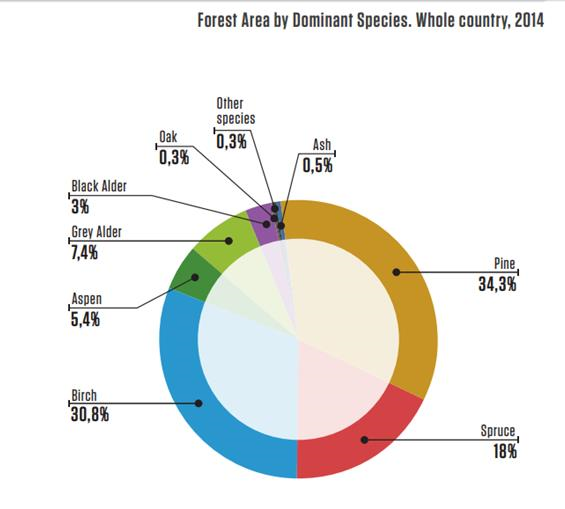 Forest Area by Dominant Species. Whole country, 2014
Other
species
0,3%
Oak
0,3%
Ash
0,5%
Black Alder
3%
Grey Alder
7,4%
Pine
34,3%
Aspen
5,4%
Birch
30,8%
Spruce
18%